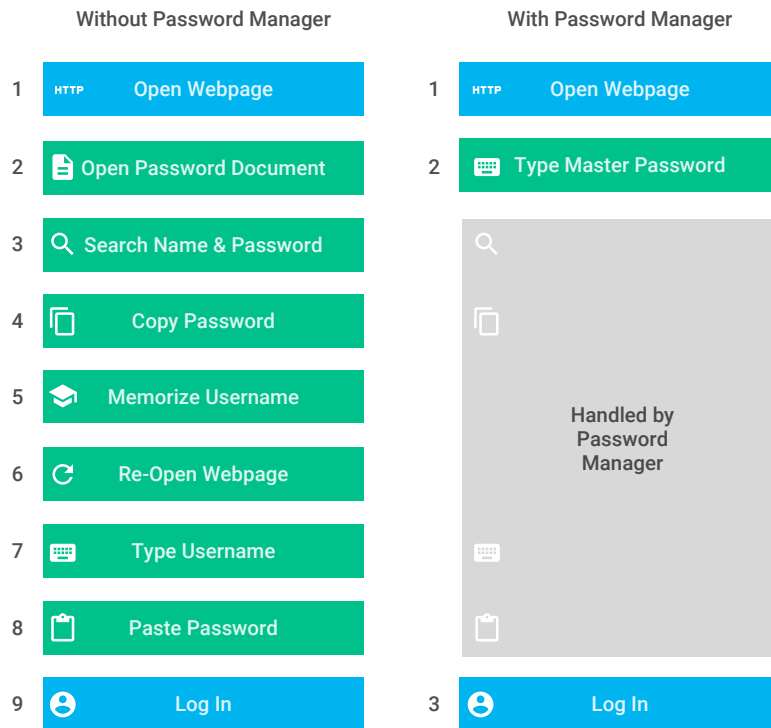 Without Password Manager
1 HTTP Open Webpage
2 Open Password Document
3 Search Name & Password
4 Copy Password
5 Memorize Username
6 Re-Open Webpage
7 Type Username
8 Paste Password
9 Log In
With Password Manager
1 HTTP Open Webpage
2 Type Master Password
Handled by
Password
Manager
3 Log In